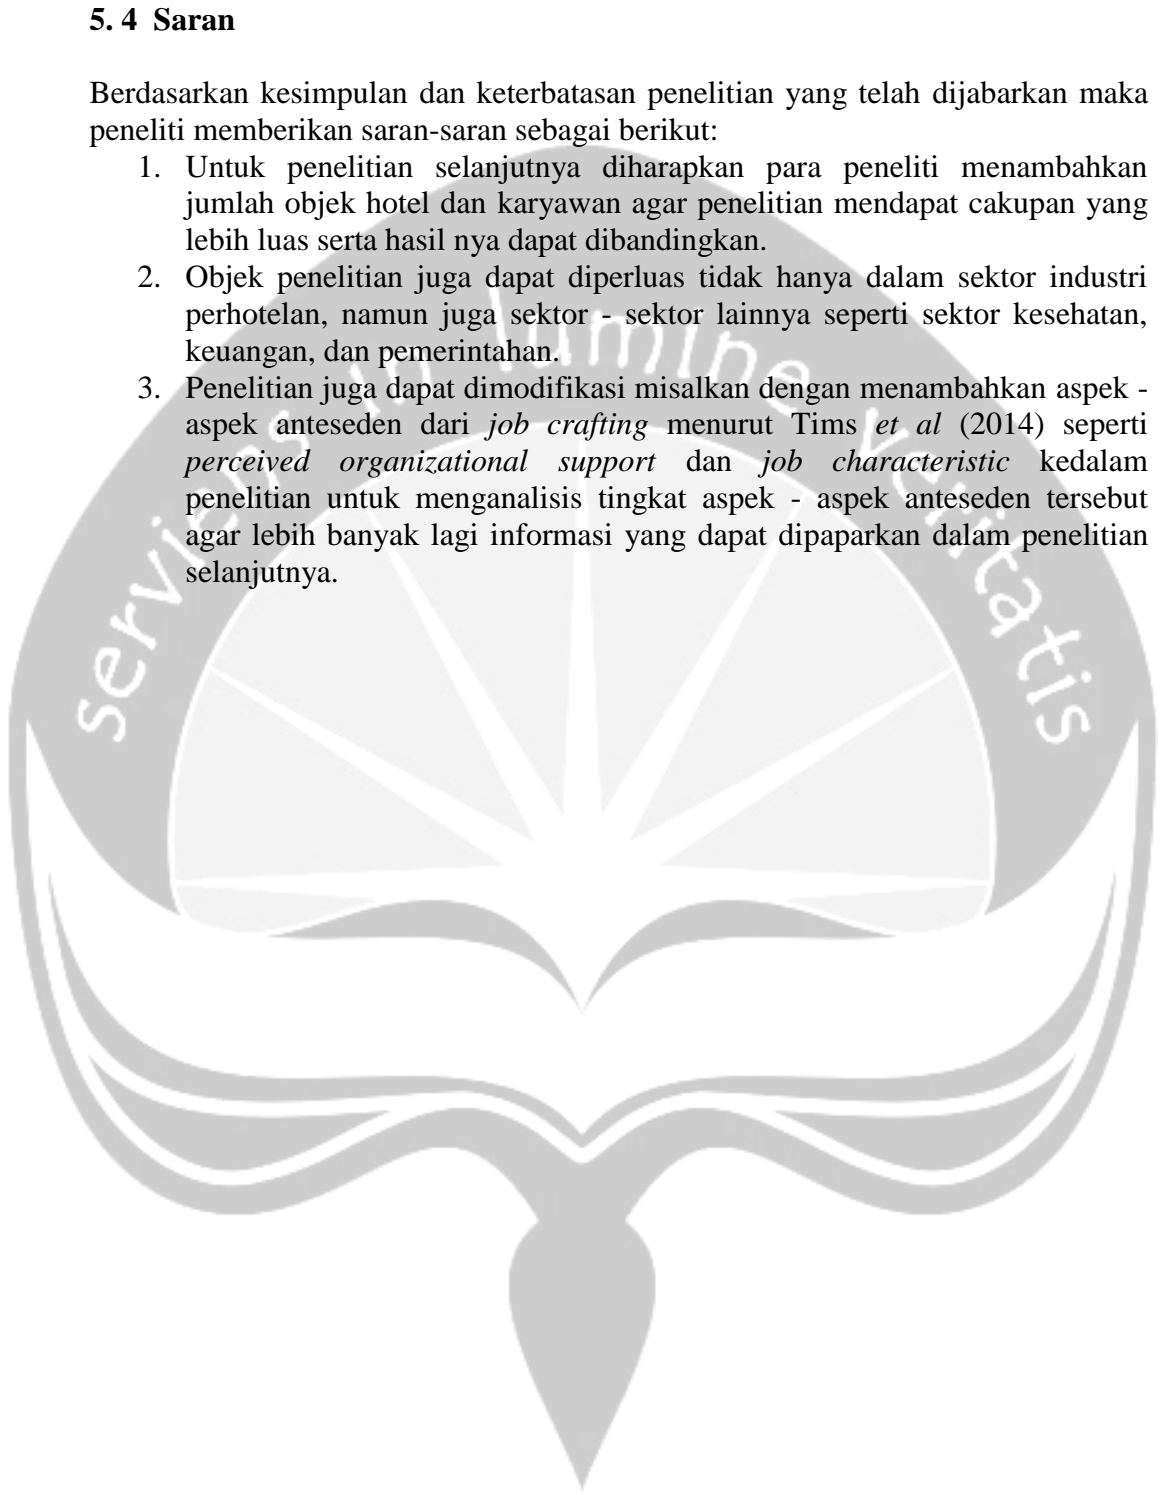 5. 4 Saran
Berdasarkan kesimpulan dan keterbatasan penelitian yang telah dijabarkan maka
peneliti memberikan saran-saran sebagai berikut:
1. Untuk penelitian selanjutnya diharapkan para peneliti menambahkan
jumlah objek hotel dan karyawan agar penelitian mendapat cakupan yang
lebih luas serta hasil nya dapat dibandingkan.
2. Objek penelitian juga dapat diperluas tidak hanya dalam sektor industri
perhotelan, namun juga sektor - sektor lainnya seperti sektor kesehatan,
keuangan, dan pemerintahan.
3. Penelitian juga dapat dimodifikasi misalkan dengan menambahkan aspek -
aspek anteseden dari job crafting menurut Tims et al (2014) seperti
perceived organizational support dan job characteristic kedalam
penelitian untuk menganalisis tingkat aspek - aspek anteseden tersebut
agar lebih banyak lagi informasi yang dapat dipaparkan dalam penelitian
selanjutnya.
serviens in lumine veritatis